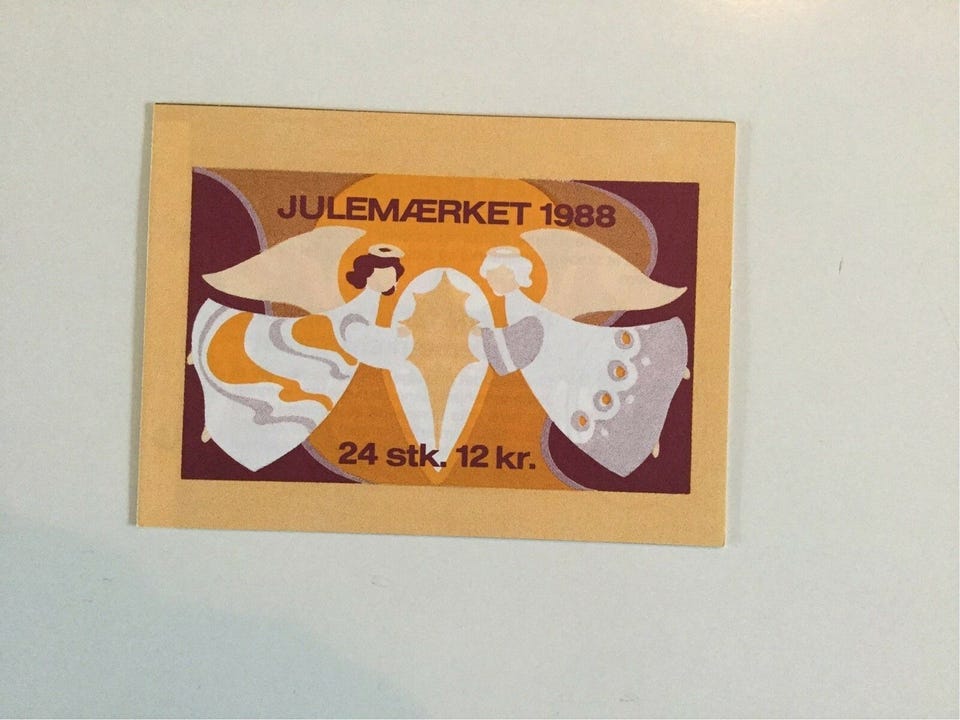 JULEMÆRKET 1988
24 stk. 12 kr.